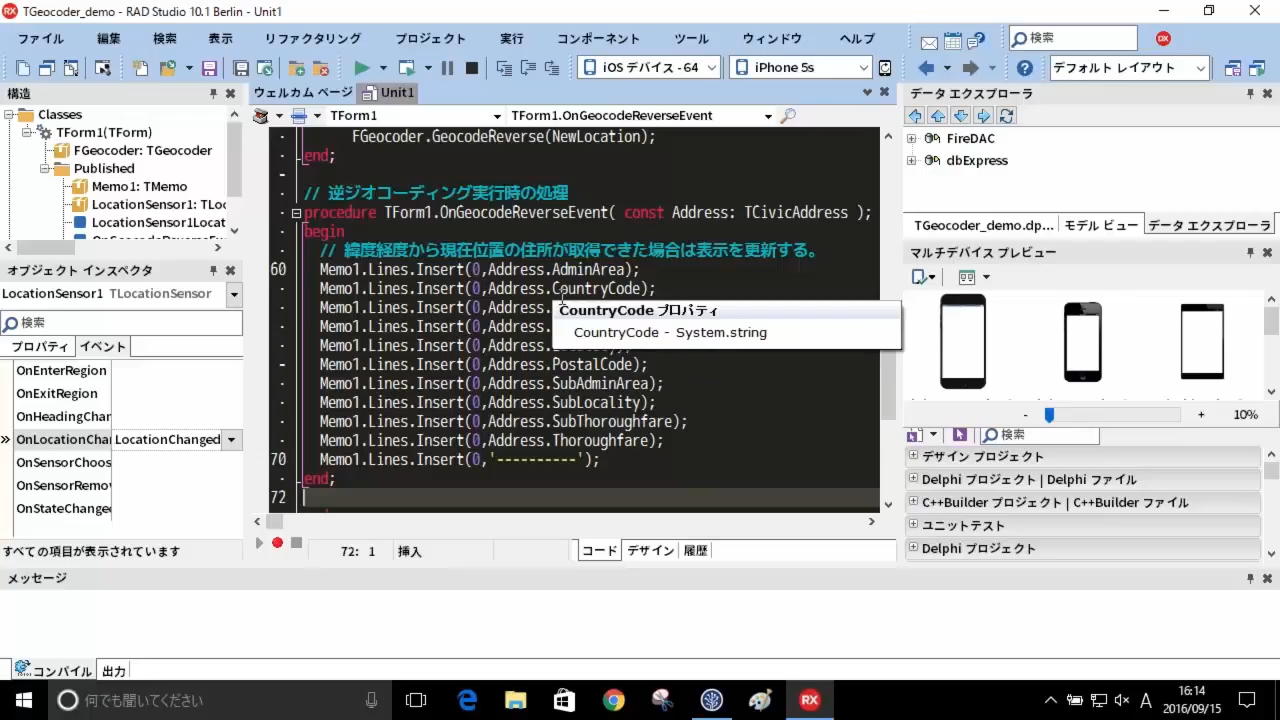 TGeocoder_demo - RAD Studio 10.1 Berlin - Unit1
ファイル 編集 検索 表示 リファクタリング プロジェクト 実行 コンポーネント ツール ウィンドウ ヘルプ 検索 DX
iOS デバイス - 64 iPhone 5s デフォルト レイアウト
構造
Classes
TForm1(TForm)
FGeocoder: TGeocoder
Published
Memo1: TMemo
LocationSensor1: TLoc
LocationSensor1Locat
オブジェクト インスペクタ
LocationSensor1 TLocationSensor
検索
プロパティ イベント
OnEnterRegion
OnExitRegion
OnHeadingChar
OnLocationCha LocationChanged
OnSensorChoos
OnSensorRemov
OnStateChange
すべての項目が表示されています
ウェルカム ページ Unit1
TForm1 TForm1.OnGeocodeReverseEvent
FGeocoder.GeocodeReverse(NewLocation);
end;
// 逆ジオコーディング実行時の処理
procedure TForm1.OnGeocodeReverseEvent( const Address: TCivicAddress );
begin
// 緯度経度から現在位置の住所が取得できた場合は表示を更新する。
60 Memo1.Lines.Insert(0,Address.AdminArea);
Memo1.Lines.Insert(0,Address.CountryCode);
Memo1.Lines.Insert(0,Address.
CountryCode プロパティ
Memo1.Lines.Insert(0,Address.
CountryCode - System.string
Memo1.Lines.Insert(0,Address.
Memo1.Lines.Insert(0,Address.PostalCode);
Memo1.Lines.Insert(0,Address.SubAdminArea);
Memo1.Lines.Insert(0,Address.SubLocality);
Memo1.Lines.Insert(0,Address.SubThoroughfare);
Memo1.Lines.Insert(0,Address.Thoroughfare);
70 Memo1.Lines.Insert(0,'----------');
end;
72
72: 1 挿入 コード デザイン 履歴
データ エクスプローラ
FireDAC
dbExpress
TGeocoder_demo.dp... モデル ビュー データ エクスプローラ
マルチデバイス プレビュー
- + 10%
検索
デザイン プロジェクト
Delphi プロジェクト | Delphi ファイル
C++Builder プロジェクト | C++Builder ファイル
ユニットテスト
Delphi プロジェクト
メッセージ
コンパイル 出力
何でも聞いてください
RX
A
16:14
2016/09/15